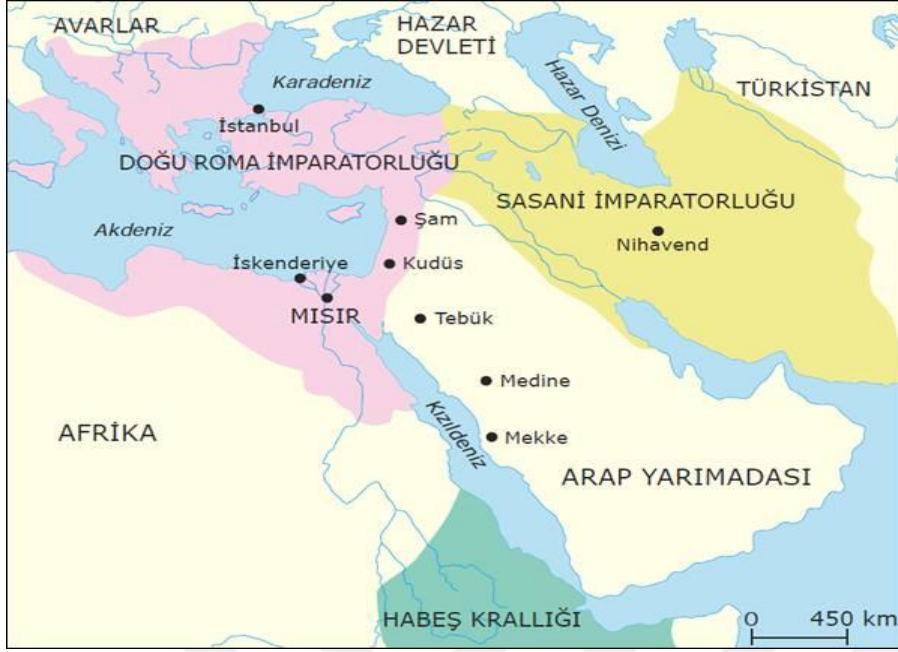 AVARLAR
HAZAR
DEVLETİ
Karadeniz
Hazar Denizi
TÜRKİSTAN
İstanbul
DOĞU ROMA İMPARATORLUĞU
SASANİ İMPARATORLUĞU
Akdeniz
Şam
Nihavend
İskenderiye
Kudüs
MISIR
Tebük
Medine
AFRİKA
Kızıldeniz
Mekke
ARAP YARIMADASI
HABEŞ KRALLIĞI
0 450 km